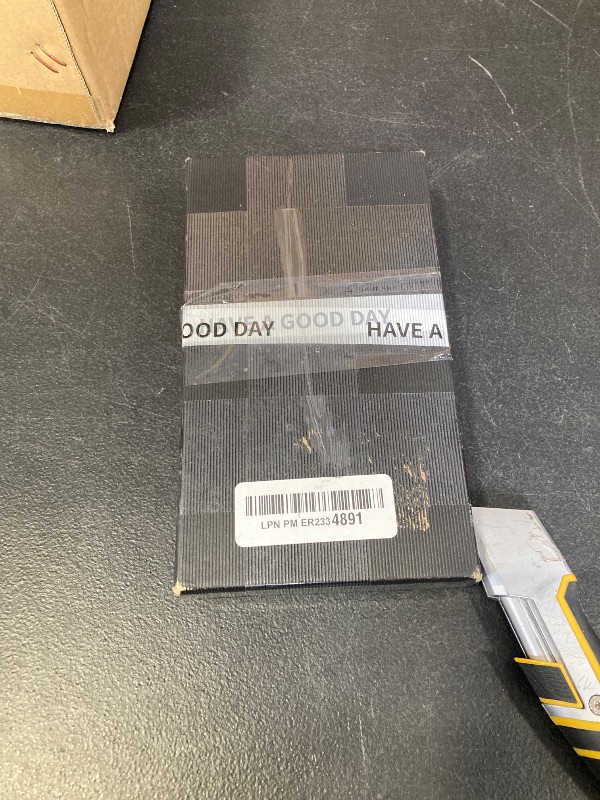 HAVE A GOOD DAY
OOD DAY HAVE A
LPN PM ER2334891